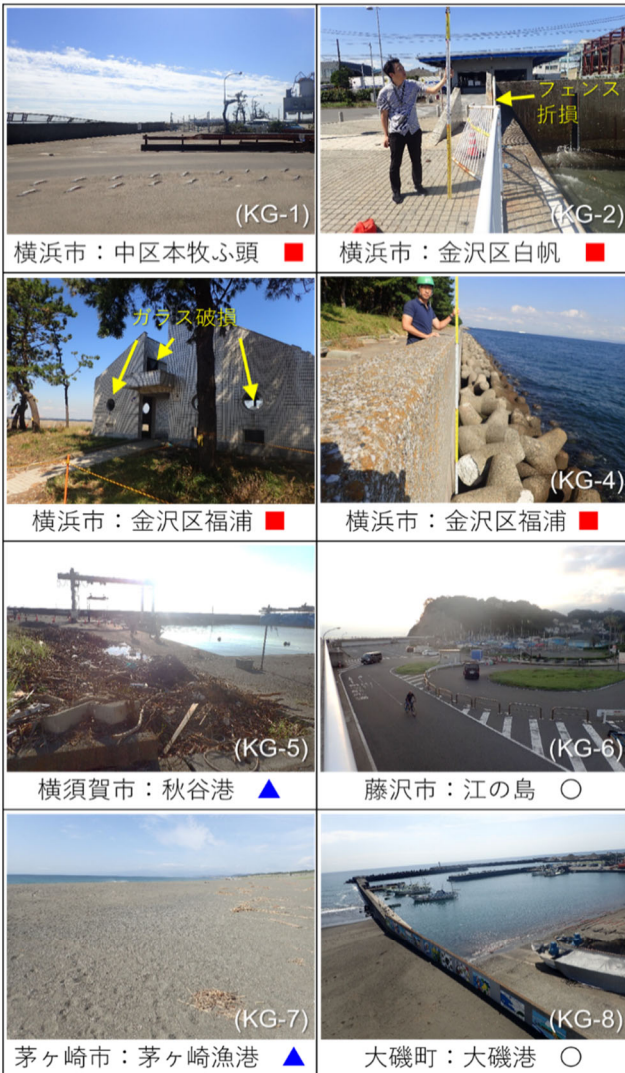 (KG-1)
横浜市：中区本牧ふ頭 ■
フェンス
折損
(KG-2)
横浜市：金沢区白帆 ■
ガラス破損
横浜市：金沢区福浦 ■
(KG-4)
横浜市：金沢区福浦 ■
(KG-5)
横須賀市：秋谷港 ▲
(KG-6)
藤沢市：江の島 ○
(KG-7)
茅ヶ崎市：茅ヶ崎漁港 ▲
(KG-8)
大磯町：大磯港 ○